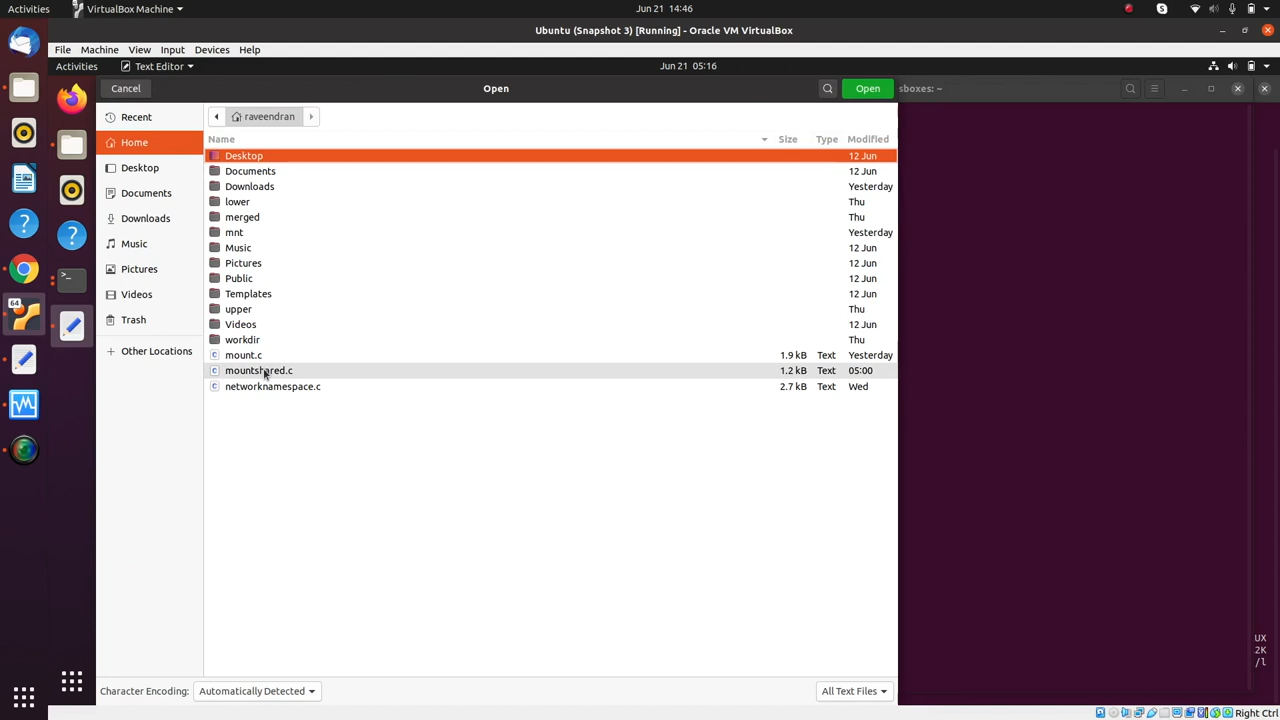 Activities VirtualBox Machine Jun 21 14:46
Ubuntu (Snapshot 3) [Running] - Oracle VM VirtualBox
File Machine View Input Devices Help
Activities Text Editor Jun 21 05:16
Cancel Open Open sboxes: ~
Recent
Home
Desktop
Documents
Downloads
Music
Pictures
Videos
Trash
Other Locations
raveendran
Name Size Type Modified
Desktop 12 Jun
Documents 12 Jun
Downloads Yesterday
lower Thu
merged Thu
mnt Yesterday
Music 12 Jun
Pictures 12 Jun
Public 12 Jun
Templates 12 Jun
upper Thu
Videos 12 Jun
workdir Thu
mount.c 1.9 kB Text Yesterday
mountshared.c 1.2 kB Text 05:00
networknamespace.c 2.7 kB Text Wed
UX
2K
/l
64
Character Encoding: Automatically Detected All Text Files
Right Ctrl